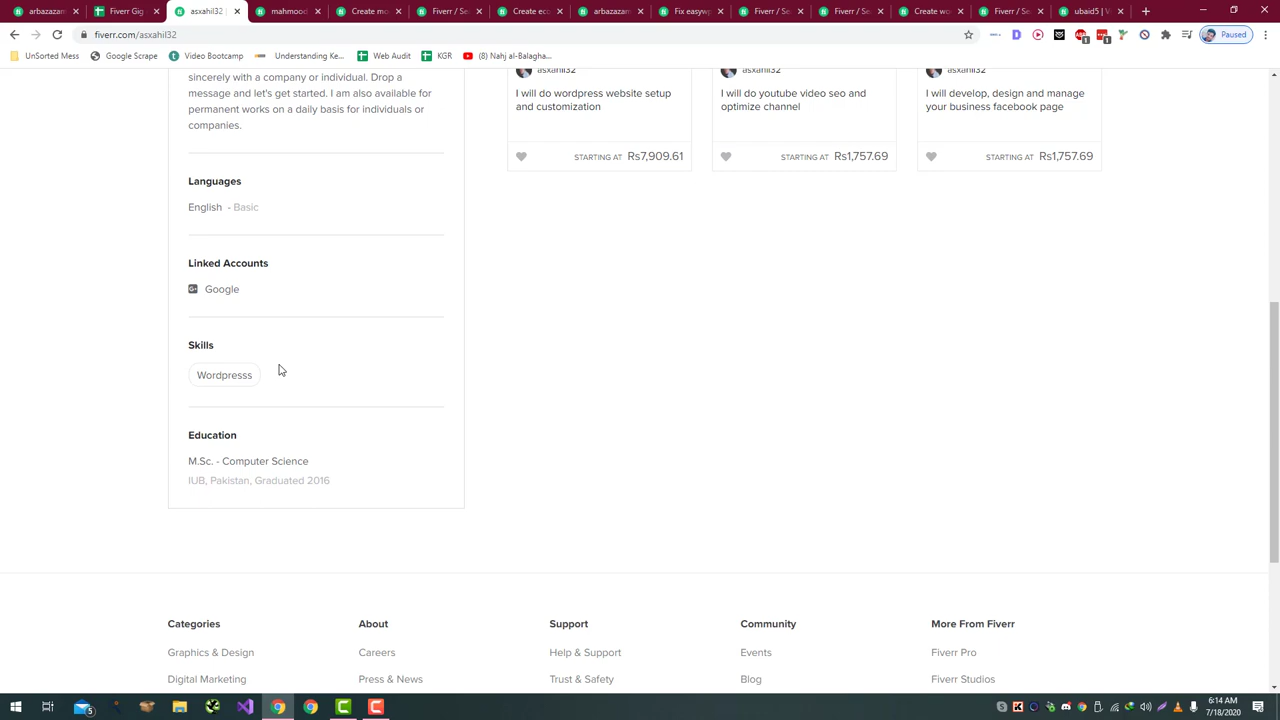 arbazazam
Fiverr Gig
asxahil32 |
mahmood
Create mo
Fiverr / Se
Create eco
arbazazam
Fix easywp
Fiverr / Se
Fiverr / Se
Create wo
Fiverr / Se
ubaid5 | V
fiverr.com/asxahil32
Paused
UnSorted Mess
Google Scrape
Video Bootcamp
Understanding Ke...
Web Audit
KGR
(8) Nahj al-Balagha...
sincerely with a company or individual. Drop a
message and let's get started. I am also available for
permanent works on a daily basis for individuals or
companies.
Languages
English - Basic
Linked Accounts
Google
Skills
Wordpresss
Education
M.Sc. - Computer Science
IUB, Pakistan, Graduated 2016
asxahil32
I will do wordpress website setup
and customization
STARTING AT Rs7,909.61
asxahil32
I will do youtube video seo and
optimize channel
STARTING AT Rs1,757.69
asxahil32
I will develop, design and manage
your business facebook page
STARTING AT Rs1,757.69
Categories
Graphics & Design
Digital Marketing
About
Careers
Press & News
Support
Help & Support
Trust & Safety
Community
Events
Blog
More From Fiverr
Fiverr Pro
Fiverr Studios
5
6:14 AM
7/18/2020